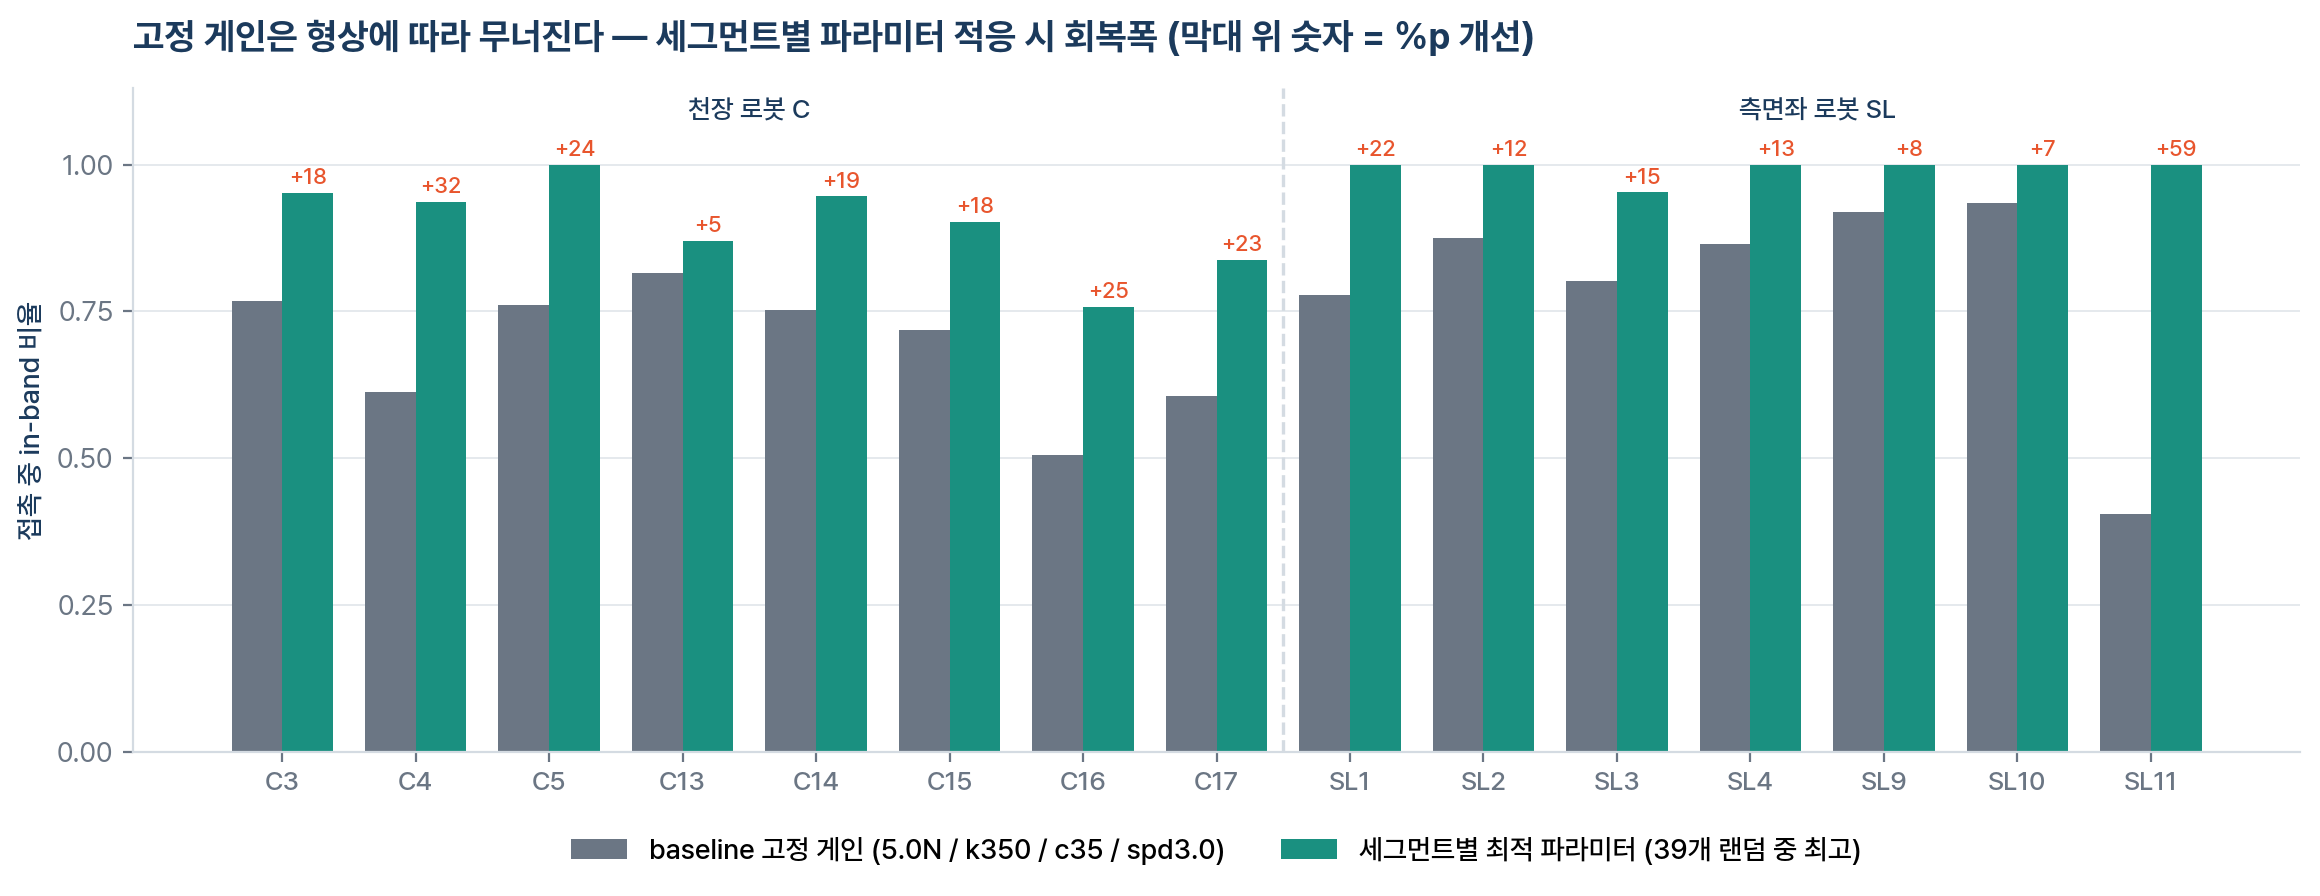 고정 게인은 형상에 따라 무너진다 — 세그먼트별 파라미터 적응 시 회복폭 (막대 위 숫자 = %p 개선)
천장 로봇 C
측면좌 로봇 SL
접촉 중 in-band 비율
1.00
0.75
0.50
0.25
0.00
+18
+32
+24
+5
+19
+18
+25
+23
+22
+12
+15
+13
+8
+7
+59
C3
C4
C5
C13
C14
C15
C16
C17
SL1
SL2
SL3
SL4
SL9
SL10
SL11
baseline 고정 게인 (5.0N / k350 / c35 / spd3.0)
세그먼트별 최적 파라미터 (39개 랜덤 중 최고)